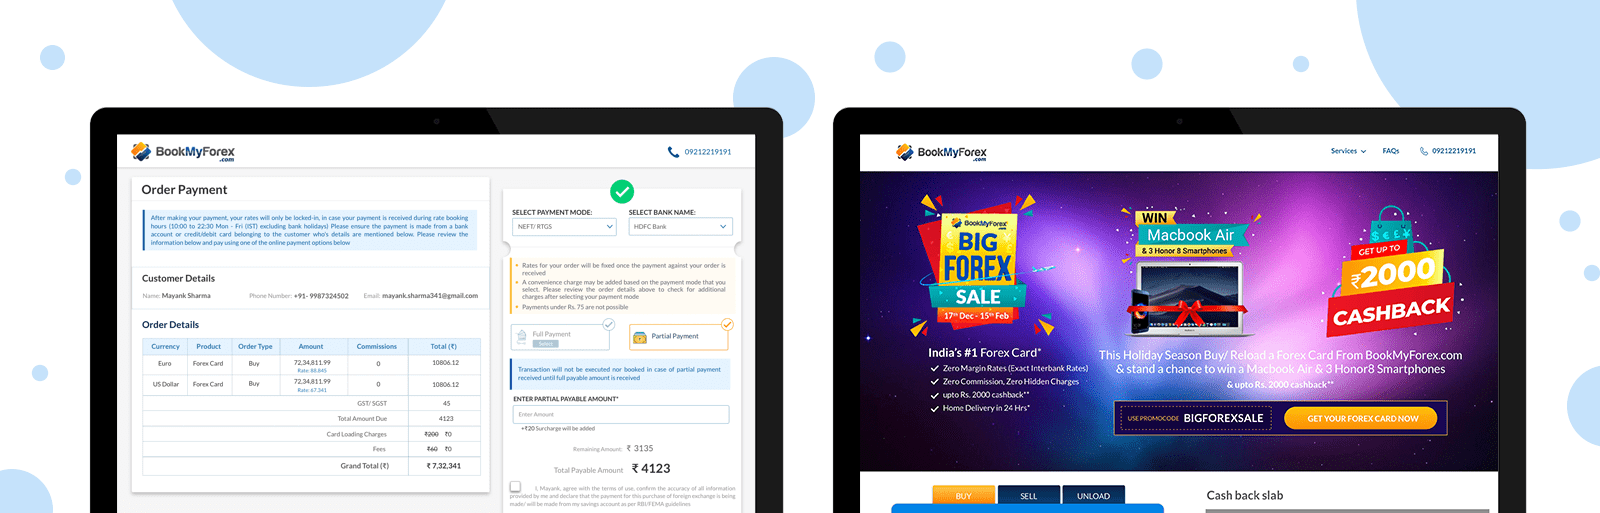 BookMyForex
.com
09212219191
Order Payment
After making your payment, your rates will only be locked-in, in case your payment is received during rate booking
hours (10:00 to 22:30 Mon - Fri (IST) excluding bank holidays) Please ensure the payment is made from a bank
account or credit/debit card belonging to the customer who's details are mentioned below. Please review the
information below and pay using one of the online payment options below
Customer Details
Name: Mayank Sharma Phone Number: +91- 9987324502 Email: mayank.sharma341@gmail.com
Order Details
Currency Product Order Type Amount Commissions Total (₹)
Euro Forex Card Buy 72,34,811.99 0 10806.12
Rate: 88.845
US Dollar Forex Card Buy 72,34,811.99 0 10806.12
Rate: 67.341
GST/ SGST 45
Total Amount Due 4123
Card Loading Charges ₹200 ₹0
Fees ₹60 ₹0
Grand Total (₹) ₹ 7,32,341
SELECT PAYMENT MODE: SELECT BANK NAME:
NEFT/ RTGS HDFC Bank
Rates for your order will be fixed once the payment against your order is
received
A convenience charge may be added based on the payment mode that you
select. Please review the order details above to check for additional
charges after selecting your payment mode
Payments under Rs. 75 are not possible
Full Payment
Select
Partial Payment
Transaction will not be executed nor booked in case of partial payment
received until full payable amount is received
ENTER PARTIAL PAYABLE AMOUNT*
Enter Amount
+₹20 Surcharge will be added
Remaining Amount: ₹ 3135
Total Payable Amount ₹ 4123
I, Mayank, agree with the terms of use, confirm the accuracy of all information
provided by me and declare that the payment for this purchase of foreign exchange is being
made/ will be made from my savings account as per RBI/FEMA guidelines
BookMyForex
.com
Services FAQs 09212219191
BookMyForex
.com
BIG
FOREX
SALE
17th Dec - 15th Feb
WIN
Macbook Air
& 3 Honor 8 Smartphones
$ € £ ¥
GET UP TO
₹2000
CASHBACK
India's #1 Forex Card*
Zero Margin Rates (Exact Interbank Rates)
Zero Commission, Zero Hidden Charges
upto Rs. 2000 cashback**
Home Delivery in 24 Hrs*
This Holiday Season Buy/ Reload a Forex Card From BookMyForex.com
& stand a chance to win a Macbook Air & 3 Honor8 Smartphones
& upto Rs. 2000 cashback**
USE PROMOCODE BIGFOREXSALE
GET YOUR FOREX CARD NOW
BUY SELL UNLOAD
Cash back slab